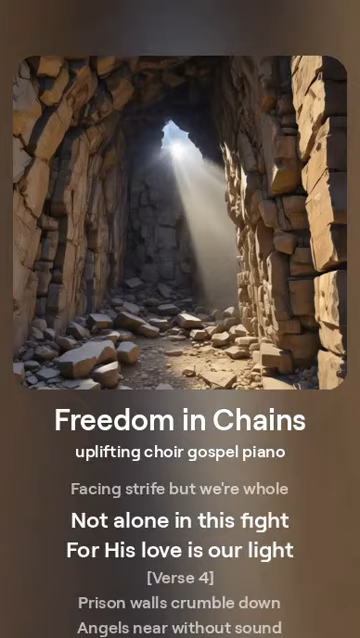 Freedom in Chains
uplifting choir gospel piano
Facing strife but we're whole
Not alone in this fight
For His love is our light
[Verse 4]
Prison walls crumble down
Angels near without sound